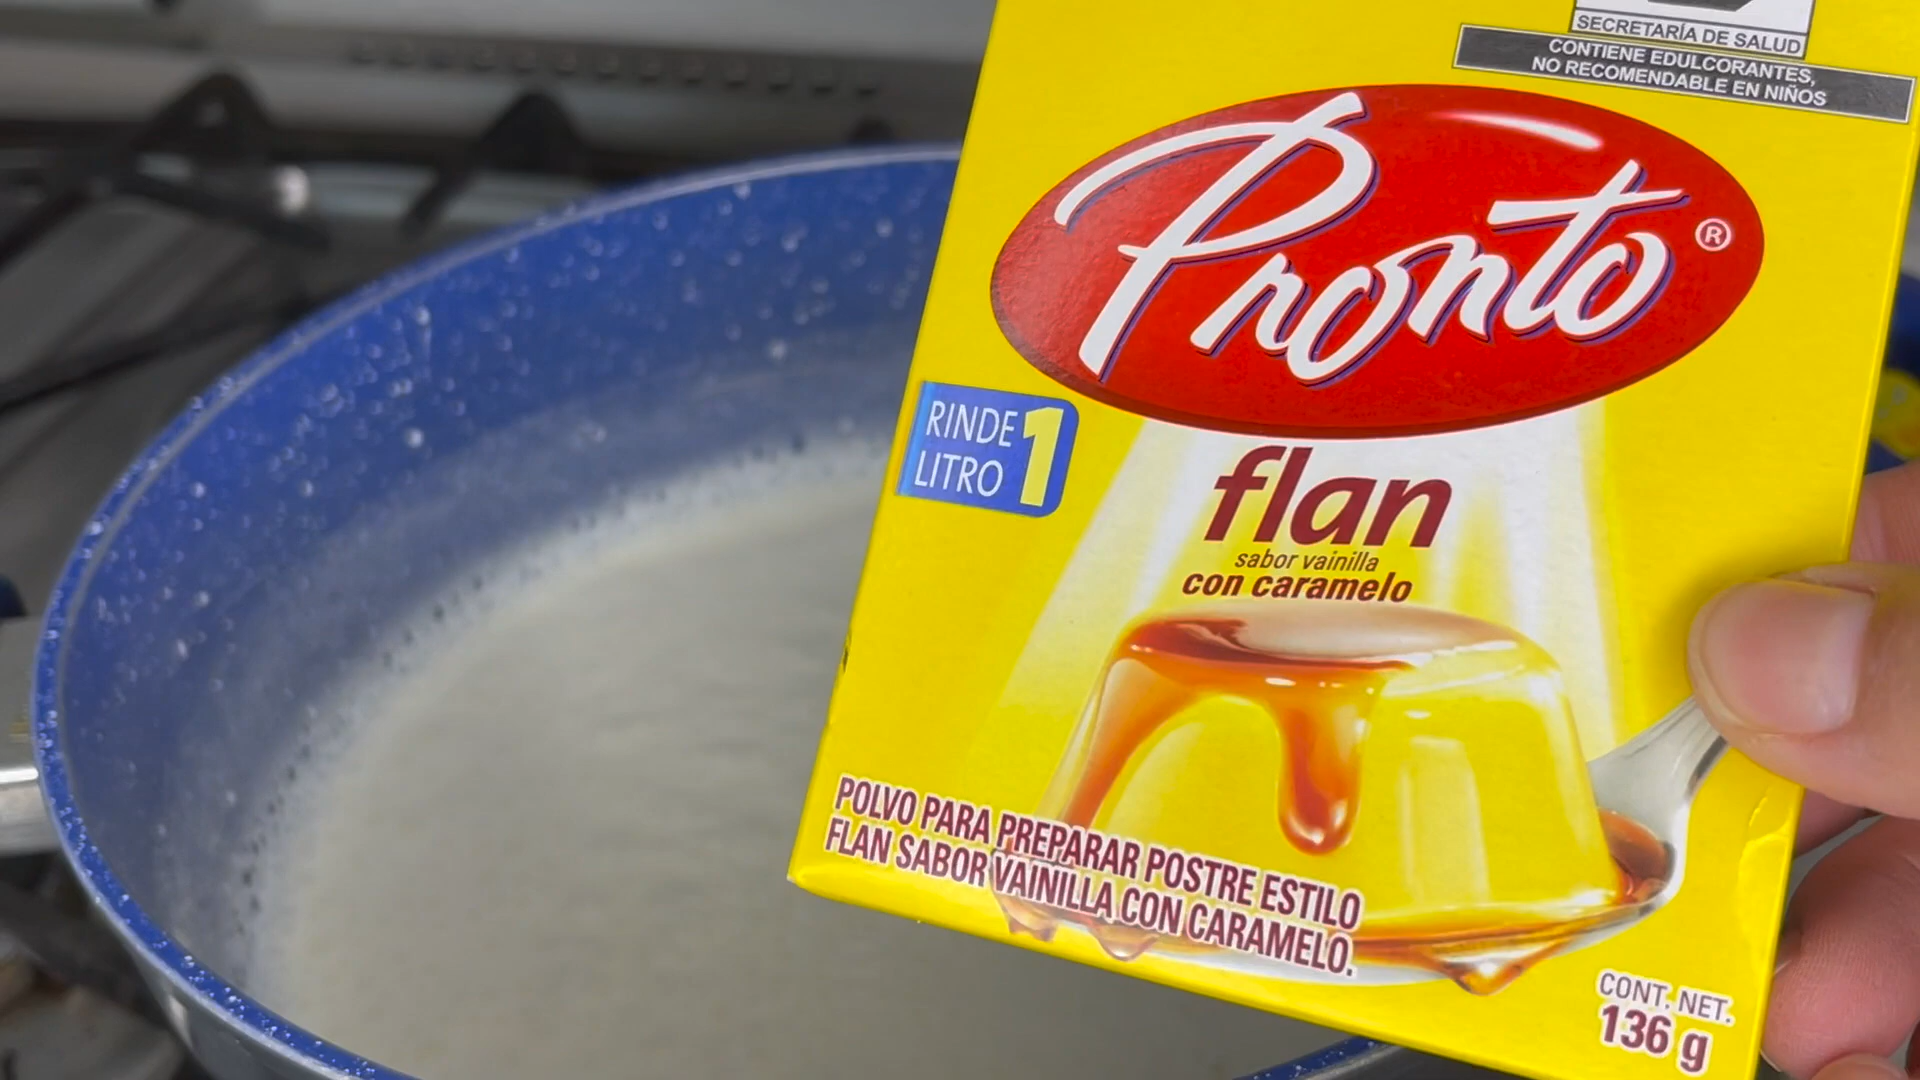 SECRETARÍA DE SALUD
CONTIENE EDULCORANTES,
NO RECOMENDABLE EN NIÑOS
Pronto®
RINDE 1
LITRO
flan
sabor vainilla
con caramelo
POLVO PARA PREPARAR POSTRE ESTILO
FLAN SABOR VAINILLA CON CARAMELO.
CONT. NET.
136 g